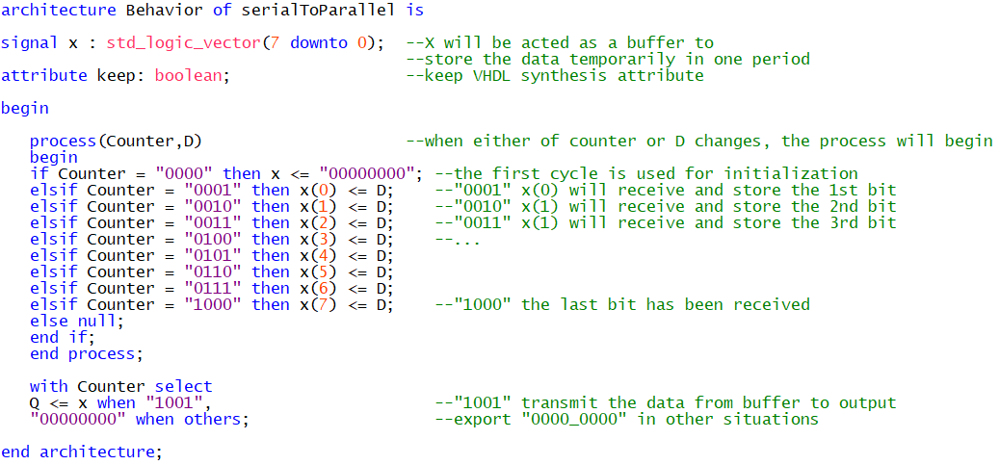 architecture Behavior of serialToParallel is
signal x : std_logic_vector(7 downto 0);  --X will be acted as a buffer to
--store the data temporarily in one period
attribute keep: boolean;  --keep VHDL synthesis attribute
begin
process(Counter,D)  --when either of counter or D changes, the process will begin
begin
if Counter = "0000" then x <= "00000000"; --the first cycle is used for initialization
elsif Counter = "0001" then x(0) <= D;  --"0001" x(0) will receive and store the 1st bit
elsif Counter = "0010" then x(1) <= D;  --"0010" x(1) will receive and store the 2nd bit
elsif Counter = "0011" then x(2) <= D;  --"0011" x(1) will receive and store the 3rd bit
elsif Counter = "0100" then x(3) <= D;  --...
elsif Counter = "0101" then x(4) <= D;
elsif Counter = "0110" then x(5) <= D;
elsif Counter = "0111" then x(6) <= D;
elsif Counter = "1000" then x(7) <= D;  --"1000" the last bit has been received
else null;
end if;
end process;
with Counter select
Q <= x when "1001",  --"1001" transmit the data from buffer to output
"00000000" when others;  --export "0000_0000" in other situations
end architecture;